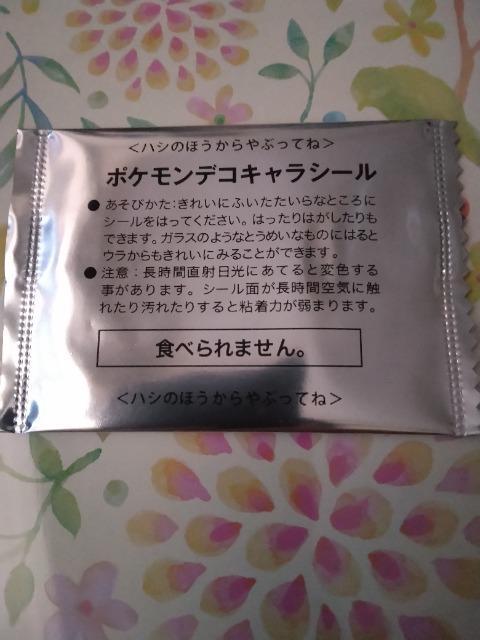 ＜ハシのほうからやぶってね＞
ポケモンデコキャラシール
●あそびかた：きれいにふいたたいらなところに
シールをはってください。はったりはがしたりも
できます。ガラスのようなとうめいなものにはると
ウラからもきれいにみることができます。
●注意：長時間直射日光にあてると変色する
事があります。シール面が長時間空気に触
れたり汚れたりすると粘着力が弱まります。
食べられません。
＜ハシのほうからやぶってね＞